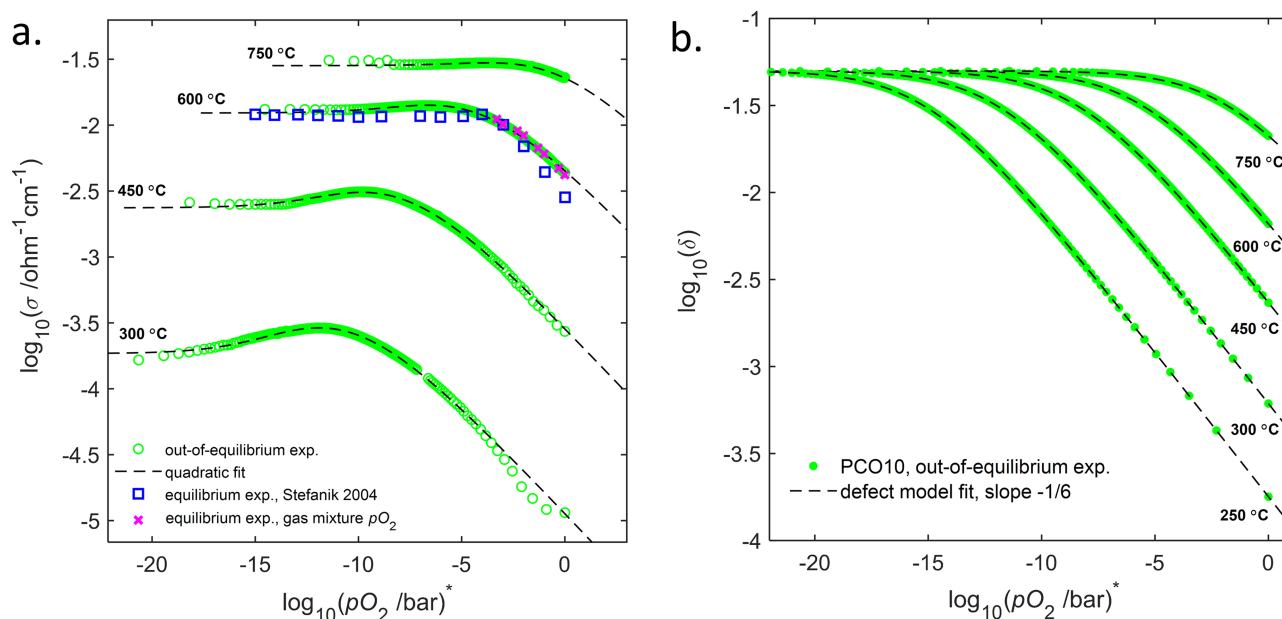 a.
log10(σ /ohm-1cm-1)
-1.5
-2
-2.5
-3
-3.5
-4
-4.5
-5
750 °C
600 °C
450 °C
300 °C
out-of-equilibrium exp.
quadratic fit
equilibrium exp., Stefanik 2004
equilibrium exp., gas mixture pO2
-20
-15
-10
-5
0
log10(pO2 /bar)*
b.
log10(δ)
-1
-1.5
-2
-2.5
-3
-3.5
-4
750 °C
600 °C
450 °C
300 °C
250 °C
PCO10, out-of-equilibrium exp.
defect model fit, slope -1/6
-20
-15
-10
-5
0
log10(pO2 /bar)*